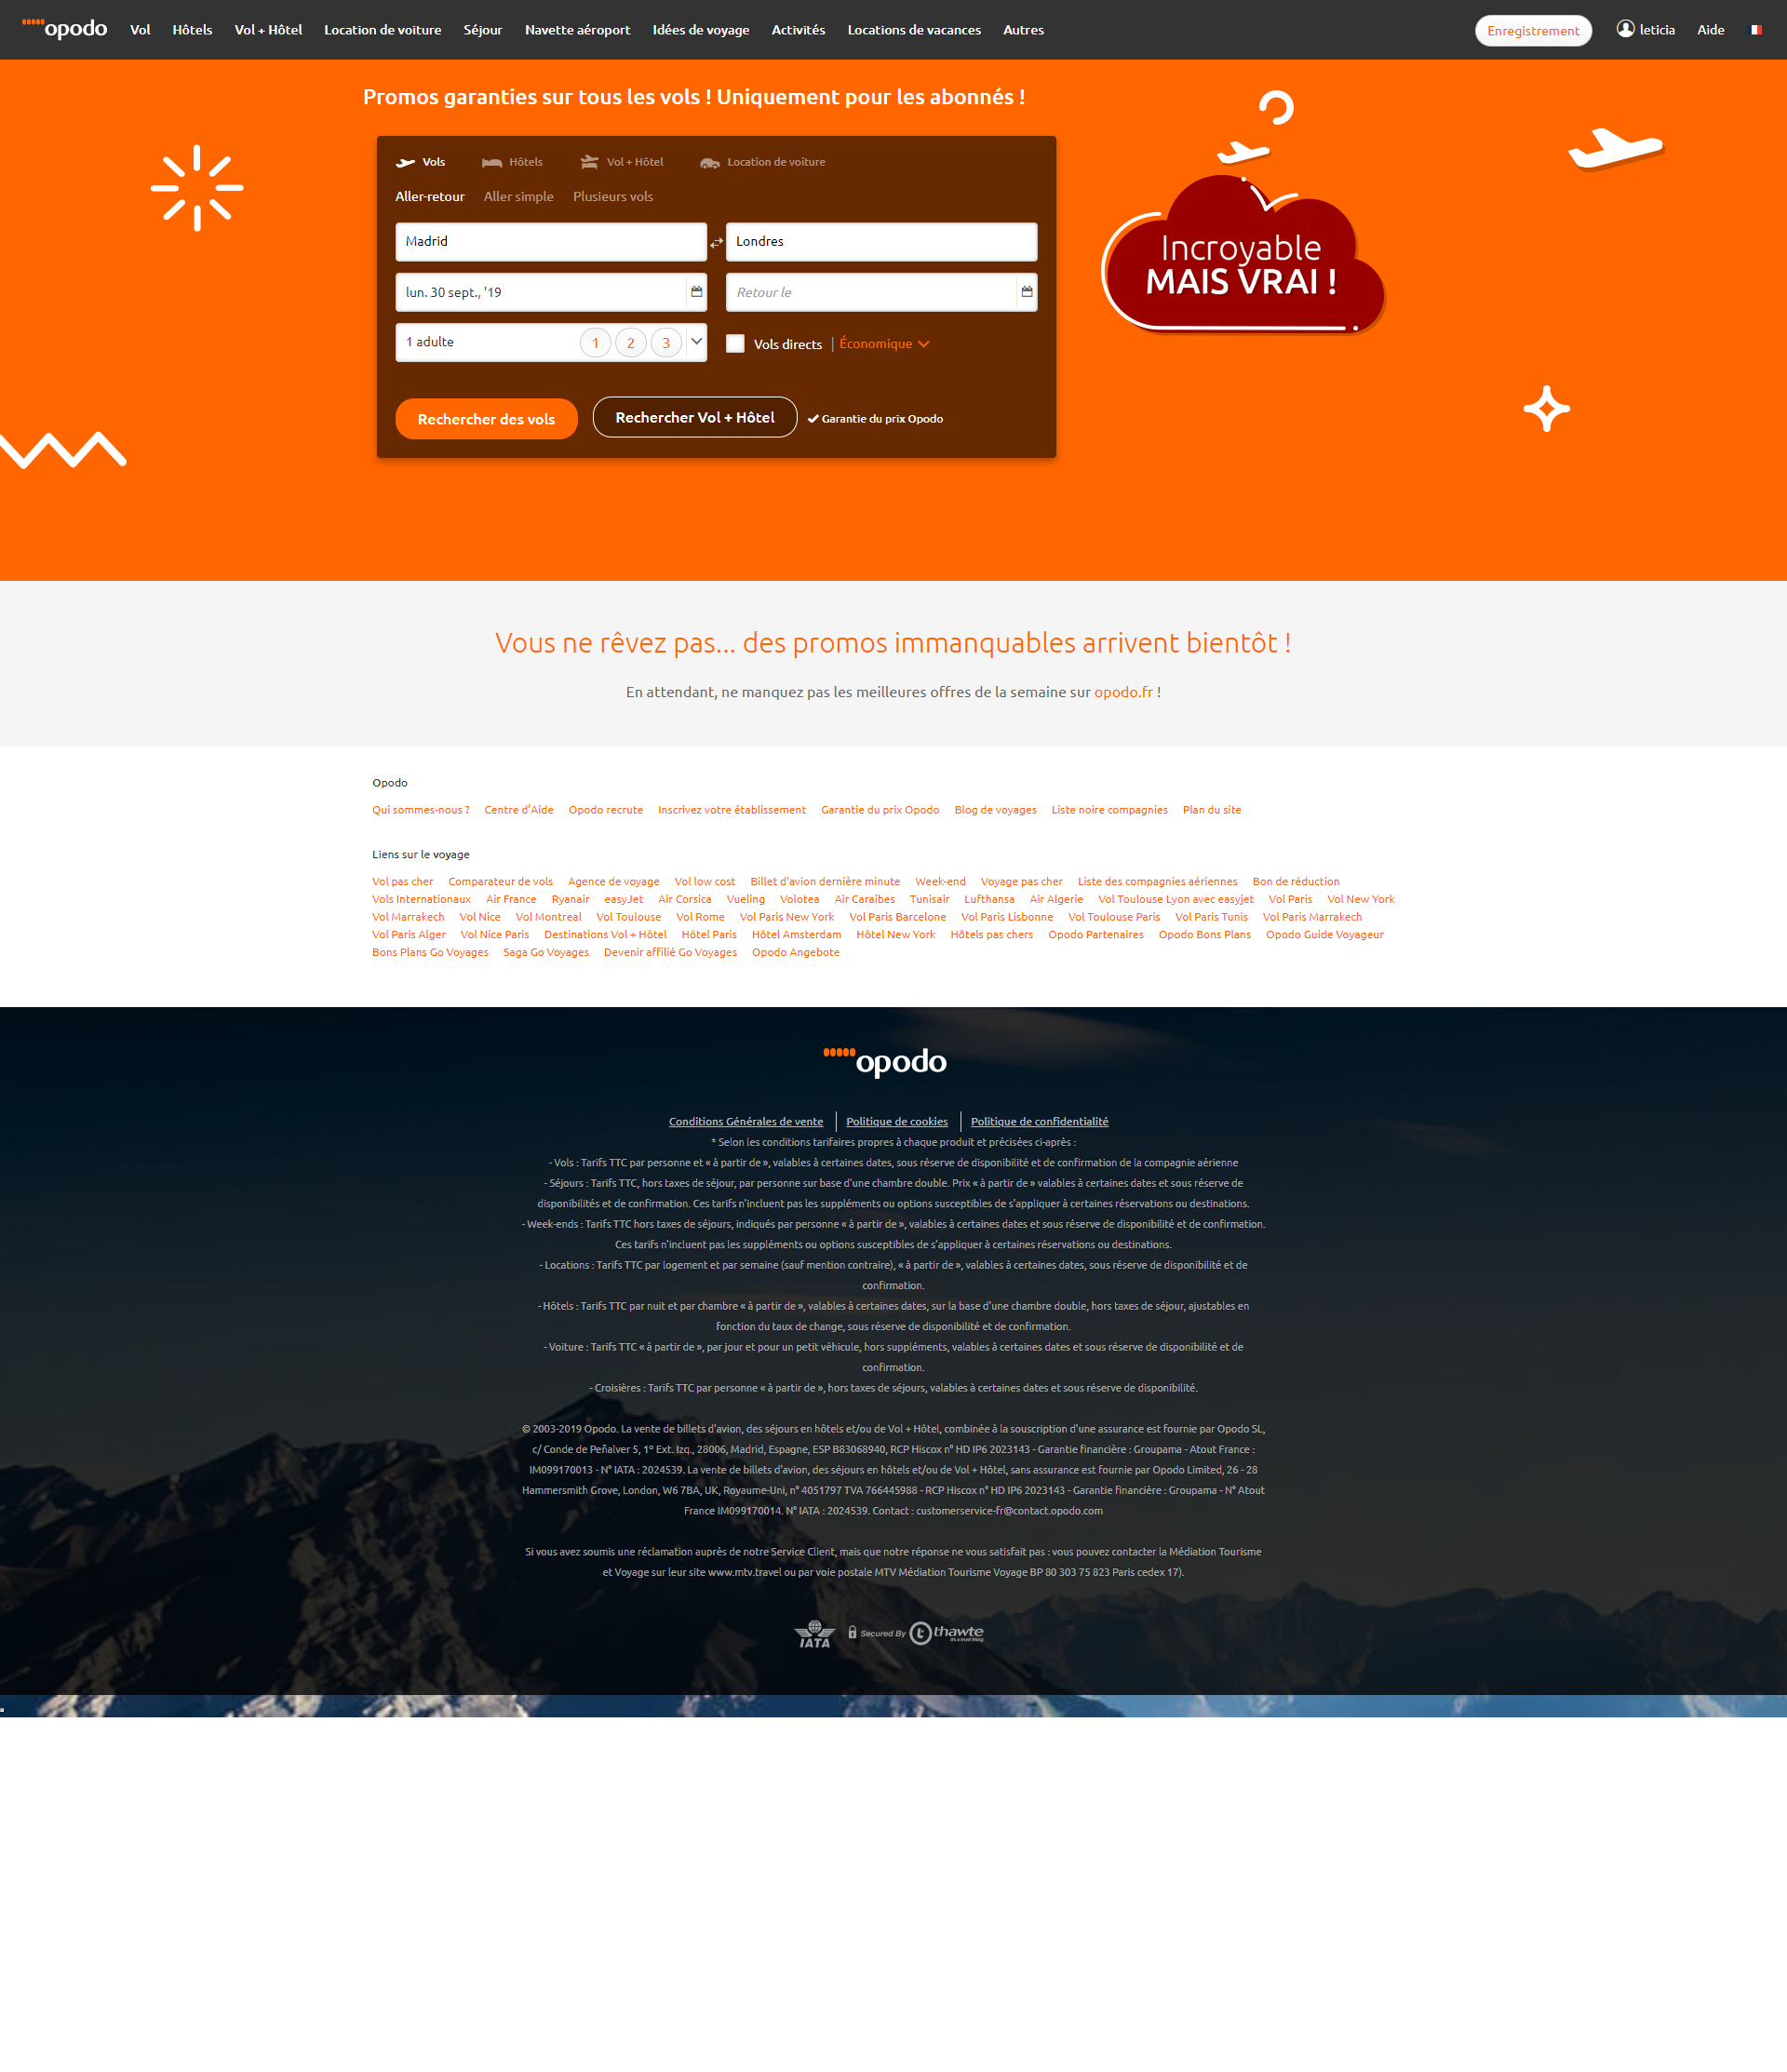 opodo Vol Hôtels Vol + Hôtel Location de voiture Séjour Navette aéroport Idées de voyage Activités Locations de vacances Autres Enregistrement leticia Aide
Promos garanties sur tous les vols ! Uniquement pour les abonnés !
Vols Hôtels Vol + Hôtel Location de voiture
Aller-retour Aller simple Plusieurs vols
Madrid Londres
lun. 30 sept., '19 Retour le
1 adulte 1 2 3 Vols directs | Économique
Rechercher des vols Rechercher Vol + Hôtel Garantie du prix Opodo
Incroyable
MAIS VRAI !
Vous ne rêvez pas... des promos immanquables arrivent bientôt !
En attendant, ne manquez pas les meilleures offres de la semaine sur opodo.fr !
Opodo
Qui sommes-nous ? Centre d'Aide Opodo recrute Inscrivez votre établissement Garantie du prix Opodo Blog de voyages Liste noire compagnies Plan du site
Liens sur le voyage
Vol pas cher Comparateur de vols Agence de voyage Vol low cost Billet d'avion dernière minute Week-end Voyage pas cher Liste des compagnies aériennes Bon de réduction
Vols Internationaux Air France Ryanair easyJet Air Corsica Vueling Volotea Air Caraibes Tunisair Lufthansa Air Algerie Vol Toulouse Lyon avec easyjet Vol Paris Vol New York
Vol Marrakech Vol Nice Vol Montreal Vol Toulouse Vol Rome Vol Paris New York Vol Paris Barcelone Vol Paris Lisbonne Vol Toulouse Paris Vol Paris Tunis Vol Paris Marrakech
Vol Paris Alger Vol Nice Paris Destinations Vol + Hôtel Hôtel Paris Hôtel Amsterdam Hôtel New York Hôtels pas chers Opodo Partenaires Opodo Bons Plans Opodo Guide Voyageur
Bons Plans Go Voyages Saga Go Voyages Devenir affilié Go Voyages Opodo Angebote
opodo
Conditions Générales de vente Politique de cookies Politique de confidentialité
* Selon les conditions tarifaires propres à chaque produit et précisées ci-après :
- Vols : Tarifs TTC par personne et « à partir de », valables à certaines dates, sous réserve de disponibilité et de confirmation de la compagnie aérienne
- Séjours : Tarifs TTC, hors taxes de séjour, par personne sur base d'une chambre double. Prix « à partir de » valables à certaines dates et sous réserve de
disponibilités et de confirmation. Ces tarifs n'incluent pas les suppléments ou options susceptibles de s'appliquer à certaines réservations ou destinations.
- Week-ends : Tarifs TTC hors taxes de séjours, indiqués par personne « à partir de », valables à certaines dates et sous réserve de disponibilité et de confirmation.
Ces tarifs n'incluent pas les suppléments ou options susceptibles de s'appliquer à certaines réservations ou destinations.
- Locations : Tarifs TTC par logement et par semaine (sauf mention contraire), « à partir de », valables à certaines dates, sous réserve de disponibilité et de
confirmation.
- Hôtels : Tarifs TTC par nuit et par chambre « à partir de », valables à certaines dates, sur la base d'une chambre double, hors taxes de séjour, ajustables en
fonction du taux de change, sous réserve de disponibilité et de confirmation.
- Voiture : Tarifs TTC « à partir de », par jour et pour un petit véhicule, hors suppléments, valables à certaines dates et sous réserve de disponibilité et de
confirmation.
- Croisières : Tarifs TTC par personne « à partir de », hors taxes de séjours, valables à certaines dates et sous réserve de disponibilité.
© 2003-2019 Opodo. La vente de billets d'avion, des séjours en hôtels et/ou de Vol + Hôtel, combinée à la souscription d'une assurance est fournie par Opodo SL,
c/ Conde de Peñalver 5, 1º Ext. Izq., 28006, Madrid, Espagne, ESP B83068940, RCP Hiscox n° HD IP6 2023143 - Garantie financière : Groupama - Atout France :
IM099170013 - N° IATA : 2024539. La vente de billets d'avion, des séjours en hôtels et/ou de Vol + Hôtel, sans assurance est fournie par Opodo Limited, 26 - 28
Hammersmith Grove, London, W6 7BA, UK, Royaume-Uni, n° 4051797 TVA 766445988 - RCP Hiscox n° HD IP6 2023143 - Garantie financière : Groupama - N° Atout
France IM099170014. N° IATA : 2024539. Contact : customerservice-fr@contact.opodo.com
Si vous avez soumis une réclamation auprès de notre Service Client, mais que notre réponse ne vous satisfait pas : vous pouvez contacter la Médiation Tourisme
et Voyage sur leur site www.mtv.travel ou par voie postale MTV Médiation Tourisme Voyage BP 80 303 75 823 Paris cedex 17).
IATA Secured By thawte
it's a trust thing